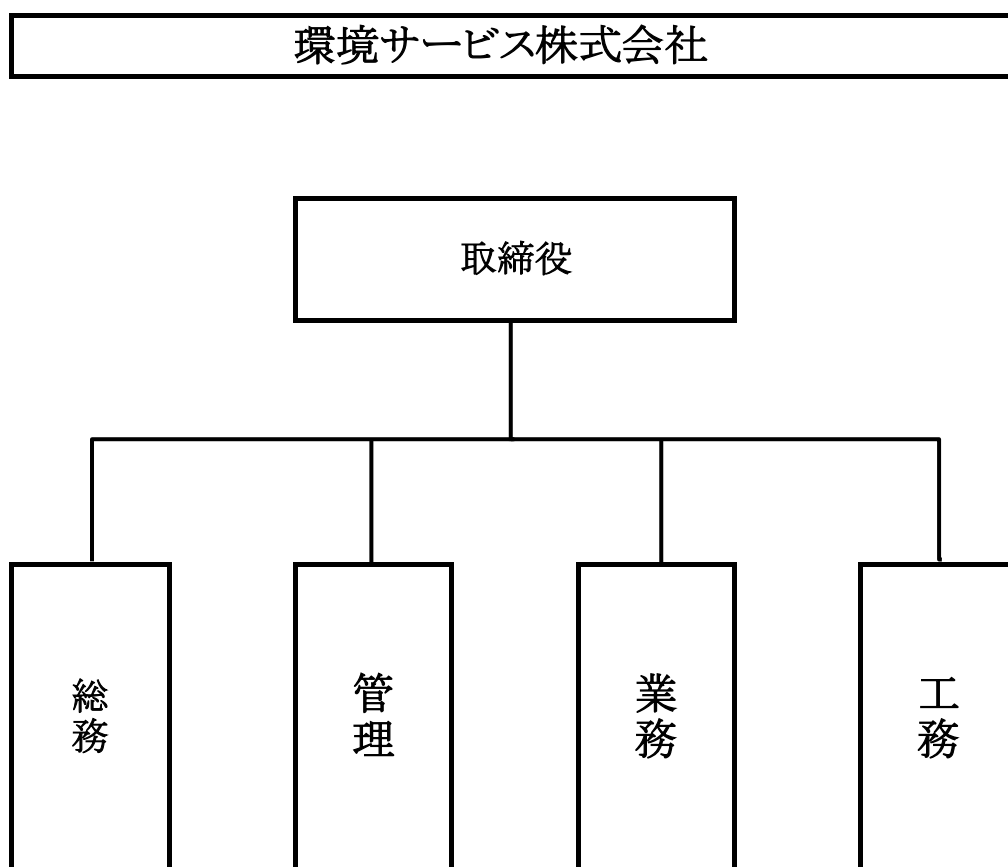 環境サービス株式会社
取締役
総務
管理
業務
工務